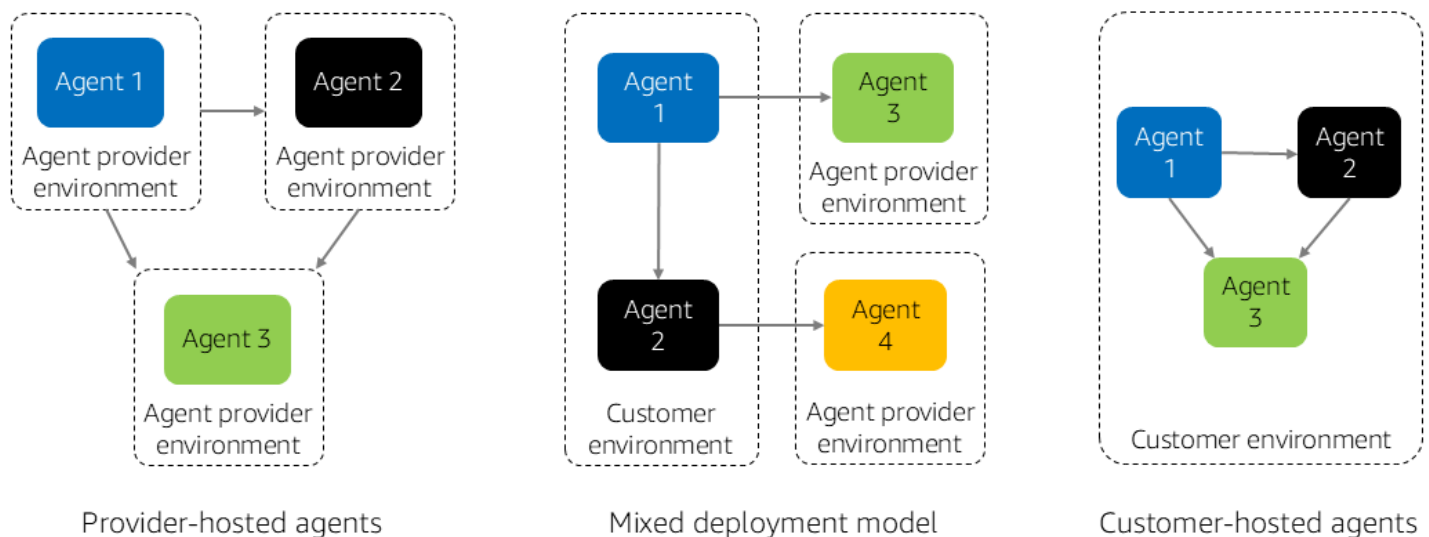 Agent 1
Agent provider
environment
Agent 2
Agent provider
environment
Agent 3
Agent provider
environment
Provider-hosted agents
Agent
1
Agent
2
Customer
environment
Agent
3
Agent provider
environment
Agent
4
Agent provider
environment
Mixed deployment model
Agent
1
Agent
2
Agent
3
Customer environment
Customer-hosted agents